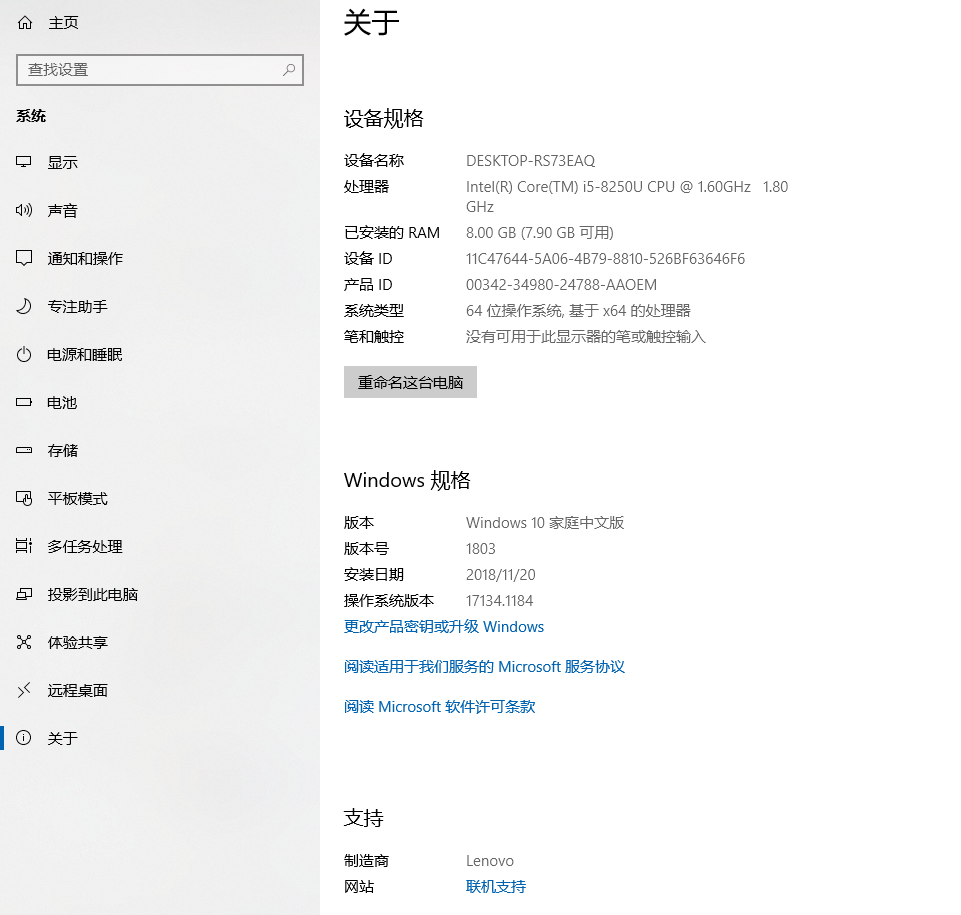 主页
查找设置
系统
显示
声音
通知和操作
专注助手
电源和睡眠
电池
存储
平板模式
多任务处理
投影到此电脑
体验共享
远程桌面
关于
关于
设备规格
设备名称 DESKTOP-RS73EAQ
处理器 Intel(R) Core(TM) i5-8250U CPU @ 1.60GHz 1.80
GHz
已安装的 RAM 8.00 GB (7.90 GB 可用)
设备 ID 11C47644-5A06-4B79-8810-526BF63646F6
产品 ID 00342-34980-24788-AAOEM
系统类型 64 位操作系统, 基于 x64 的处理器
笔和触控 没有可用于此显示器的笔或触控输入
重命名这台电脑
Windows 规格
版本 Windows 10 家庭中文版
版本号 1803
安装日期 2018/11/20
操作系统版本 17134.1184
更改产品密钥或升级 Windows
阅读适用于我们服务的 Microsoft 服务协议
阅读 Microsoft 软件许可条款
支持
制造商 Lenovo
网站 联机支持